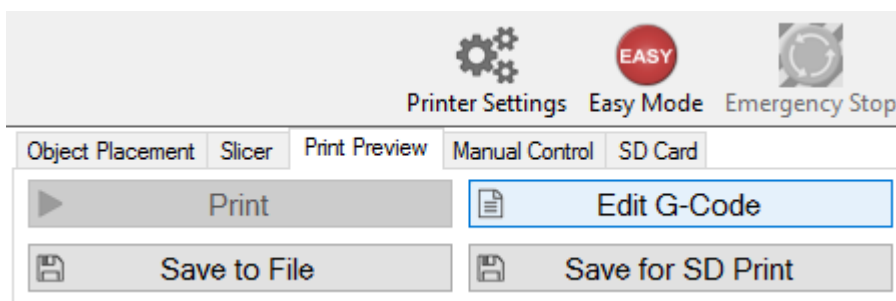 EASY
Printer Settings Easy Mode Emergency Stop
Object Placement Slicer Print Preview Manual Control SD Card
Print Edit G-Code
Save to File Save for SD Print